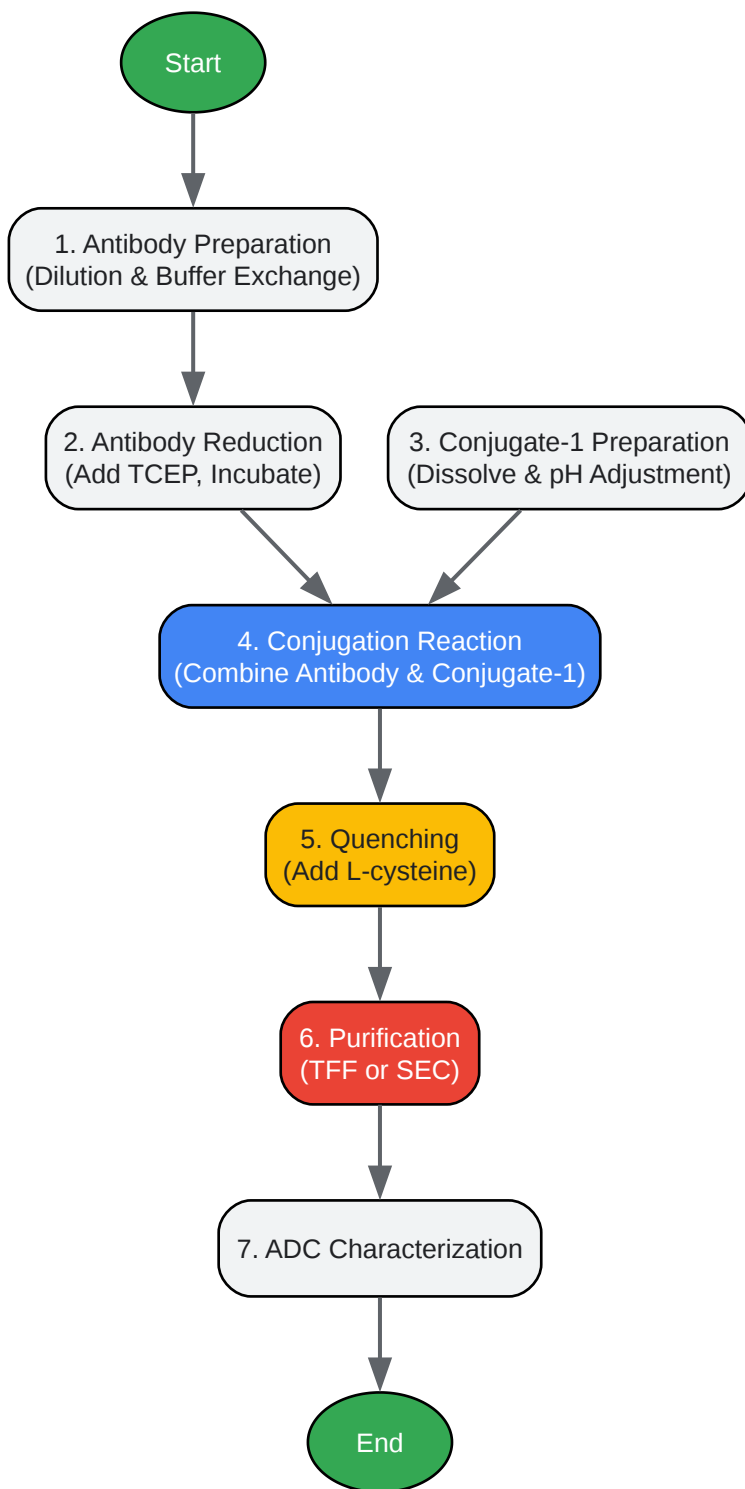 Start
1. Antibody Preparation
(Dilution & Buffer Exchange)
2. Antibody Reduction
(Add TCEP, Incubate)
3. Conjugate-1 Preparation
(Dissolve & pH Adjustment)
4. Conjugation Reaction
(Combine Antibody & Conjugate-1)
5. Quenching
(Add L-cysteine)
6. Purification
(TFF or SEC)
7. ADC Characterization
End